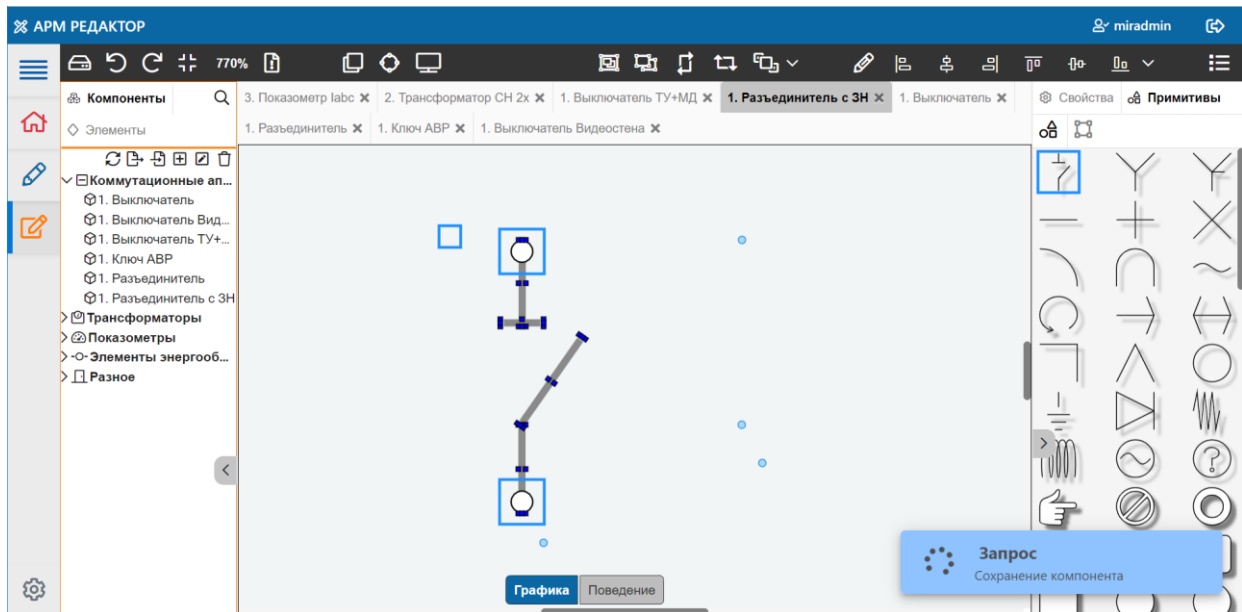 АРМ РЕДАКТОР
miradmin
770%
Компоненты
3. Показометр Iabc
2. Трансформатор СН 2х
1. Выключатель ТУ+МД
1. Разъединитель с ЗН
1. Выключатель
Свойства
Примитивы
Элементы
1. Разъединитель
1. Ключ АВР
1. Выключатель Видеостена
Коммутационные ап...
1. Выключатель
1. Выключатель Вид...
1. Выключатель ТУ+...
1. Ключ АВР
1. Разъединитель
1. Разъединитель с ЗН
Трансформаторы
Показометры
Элементы энергооб...
Разное
Запрос
Сохранение компонента
Графика
Поведение